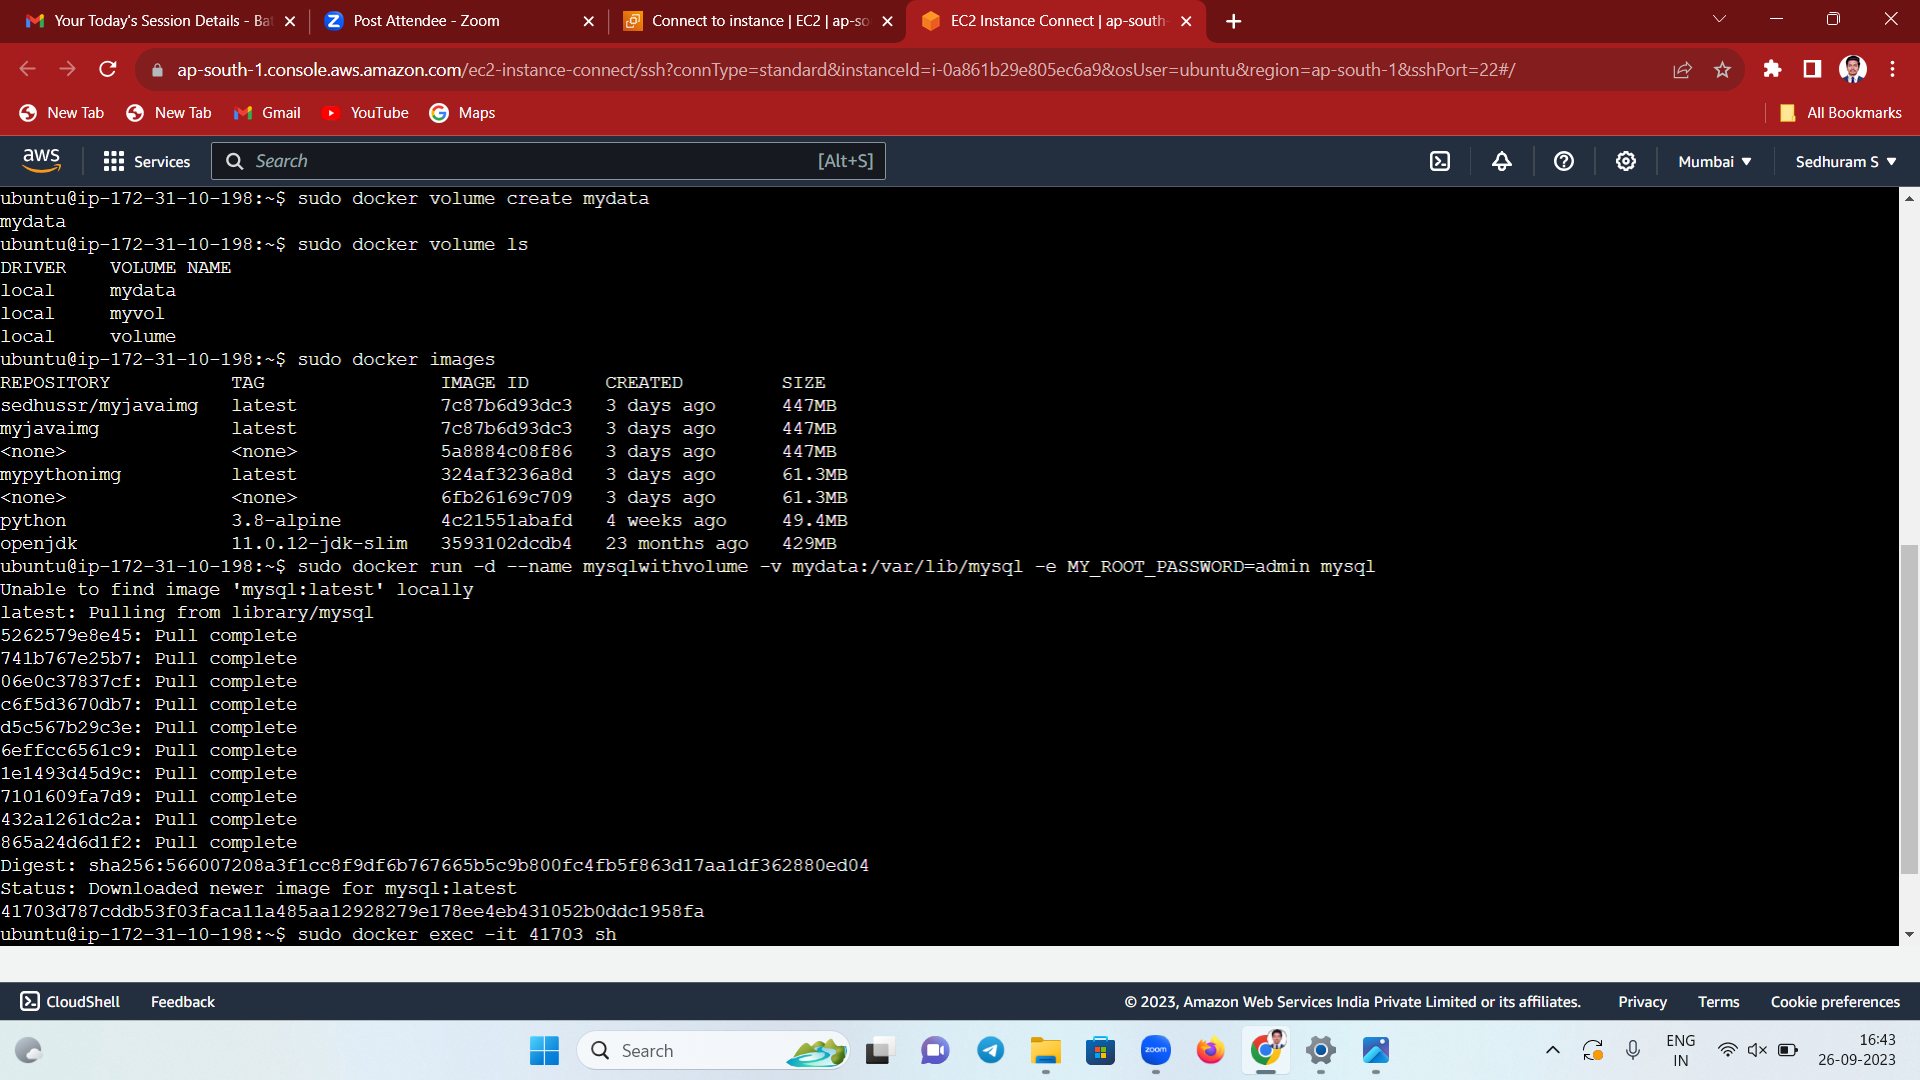 Your Today's Session Details - Bat
Post Attendee - Zoom
Connect to instance | EC2 | ap-so
EC2 Instance Connect | ap-south-
ap-south-1.console.aws.amazon.com/ec2-instance-connect/ssh?connType=standard&instanceId=i-0a861b29e805ec6a9&osUser=ubuntu&region=ap-south-1&sshPort=22#/
New Tab
New Tab
Gmail
YouTube
Maps
All Bookmarks
aws
Services
Search
[Alt+S]
Mumbai
Sedhuram S
ubuntu@ip-172-31-10-198:~$ sudo docker volume create mydata
mydata
ubuntu@ip-172-31-10-198:~$ sudo docker volume ls
DRIVER    VOLUME NAME
local     mydata
local     myvol
local     volume
ubuntu@ip-172-31-10-198:~$ sudo docker images
REPOSITORY           TAG                IMAGE ID       CREATED         SIZE
sedhussr/myjavaimg   latest             7c87b6d93dc3   3 days ago      447MB
myjavaimg            latest             7c87b6d93dc3   3 days ago      447MB
<none>               <none>             5a8884c08f86   3 days ago      447MB
mypythonimg          latest             324af3236a8d   3 days ago      61.3MB
<none>               <none>             6fb26169c709   3 days ago      61.3MB
python               3.8-alpine         4c21551abafd   4 weeks ago     49.4MB
openjdk              11.0.12-jdk-slim   3593102dcdb4   23 months ago   429MB
ubuntu@ip-172-31-10-198:~$ sudo docker run -d --name mysqlwithvolume -v mydata:/var/lib/mysql -e MY_ROOT_PASSWORD=admin mysql
Unable to find image 'mysql:latest' locally
latest: Pulling from library/mysql
5262579e8e45: Pull complete
741b767e25b7: Pull complete
06e0c37837cf: Pull complete
c6f5d3670db7: Pull complete
d5c567b29c3e: Pull complete
6effcc6561c9: Pull complete
1e1493d45d9c: Pull complete
7101609fa7d9: Pull complete
432a1261dc2a: Pull complete
865a24d6d1f2: Pull complete
Digest: sha256:566007208a3f1cc8f9df6b767665b5c9b800fc4fb5f863d17aa1df362880ed04
Status: Downloaded newer image for mysql:latest
41703d787cddb53f03faca11a485aa12928279e178ee4eb431052b0ddc1958fa
ubuntu@ip-172-31-10-198:~$ sudo docker exec -it 41703 sh
CloudShell
Feedback
© 2023, Amazon Web Services India Private Limited or its affiliates.
Privacy
Terms
Cookie preferences
Search
zoom
ENG
IN
16:43
26-09-2023